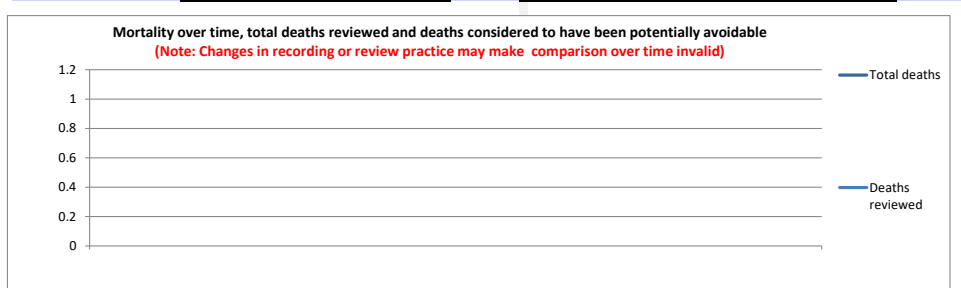 Mortality over time, total deaths reviewed and deaths considered to have been potentially avoidable
(Note: Changes in recording or review practice may make comparison over time invalid)
1.2
1
0.8
0.6
0.4
0.2
0
Total deaths
Deaths
reviewed